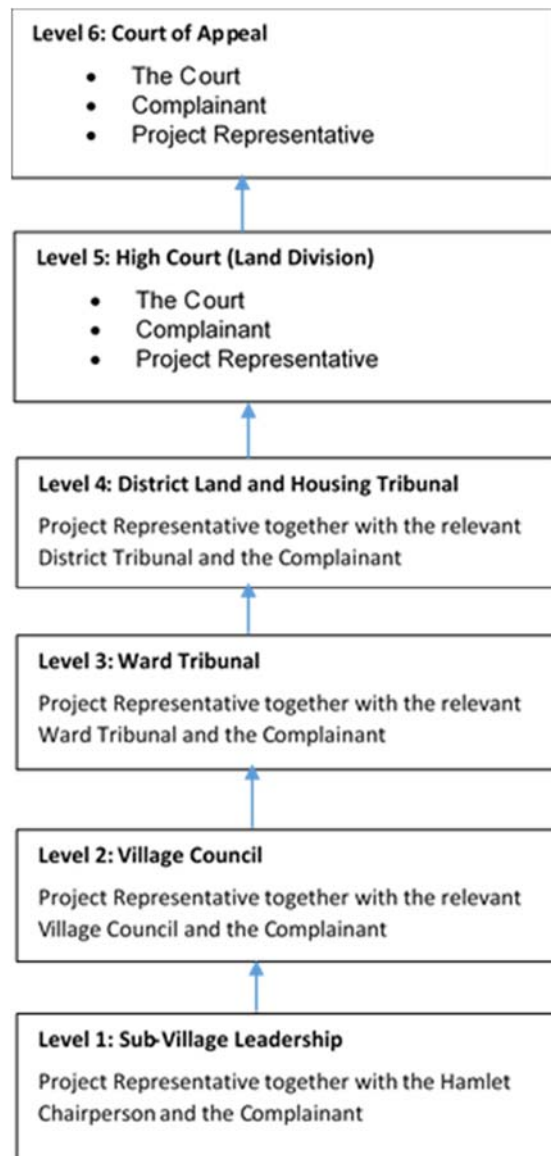 Level 6: Court of Appeal
• The Court
• Complainant
• Project Representative
Level 5: High Court (Land Division)
• The Court
• Complainant
• Project Representative
Level 4: District Land and Housing Tribunal
Project Representative together with the relevant
District Tribunal and the Complainant
Level 3: Ward Tribunal
Project Representative together with the relevant
Ward Tribunal and the Complainant
Level 2: Village Council
Project Representative together with the relevant
Village Council and the Complainant
Level 1: Sub-Village Leadership
Project Representative together with the Hamlet
Chairperson and the Complainant